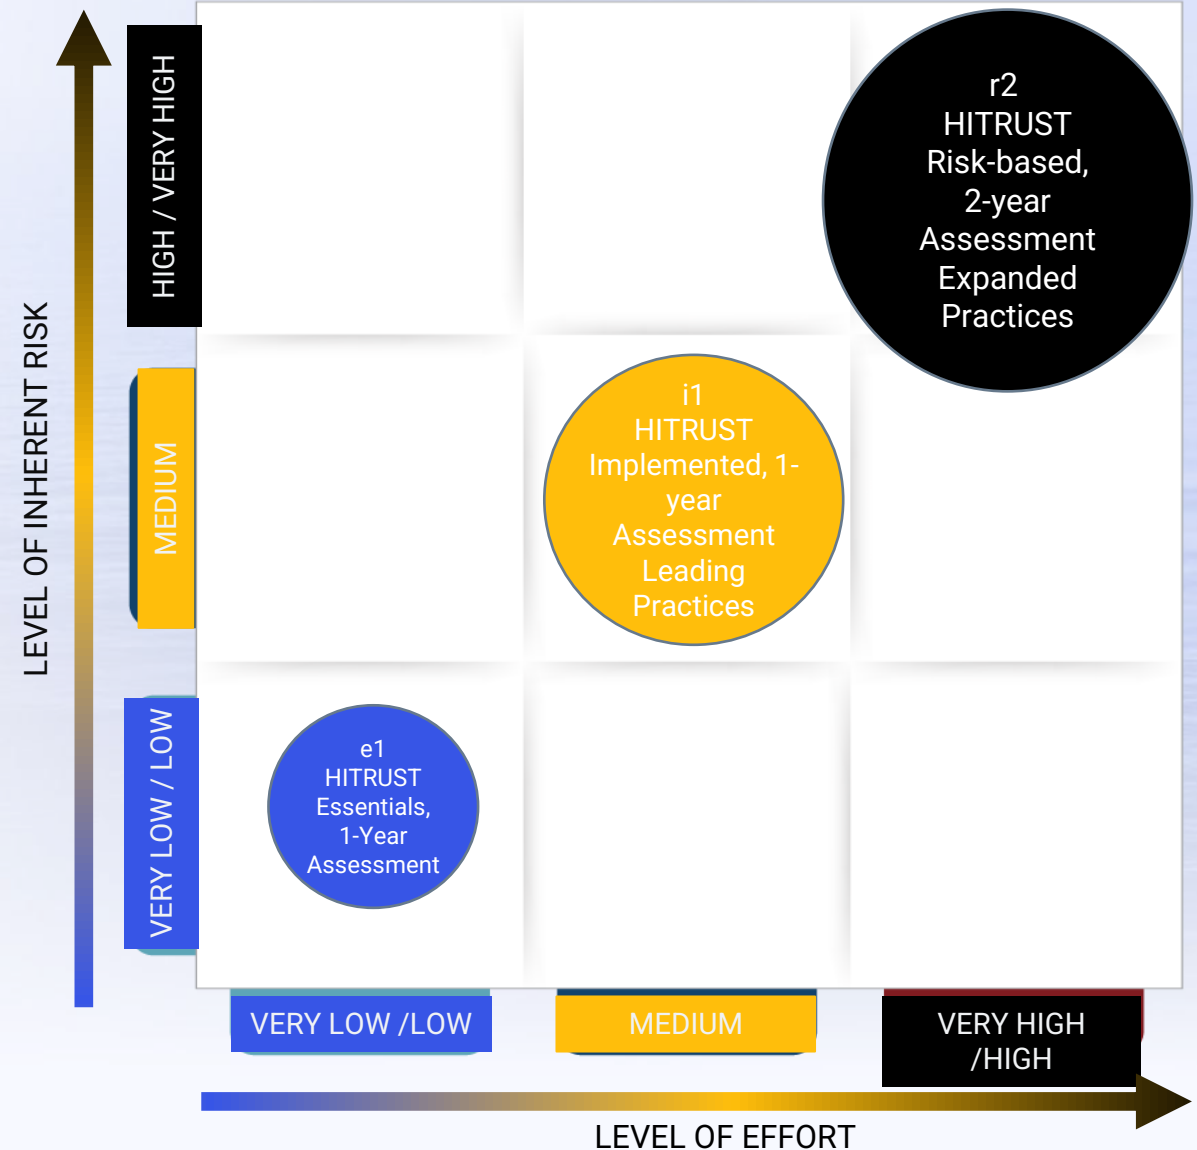 LEVEL OF INHERENT RISK
HIGH / VERY HIGH
MEDIUM
VERY LOW / LOW
r2
HITRUST
Risk-based,
2-year
Assessment
Expanded
Practices
i1
HITRUST
Implemented, 1-
year
Assessment
Leading
Practices
e1
HITRUST
Essentials,
1-Year
Assessment
VERY LOW /LOW
MEDIUM
VERY HIGH
/HIGH
LEVEL OF EFFORT